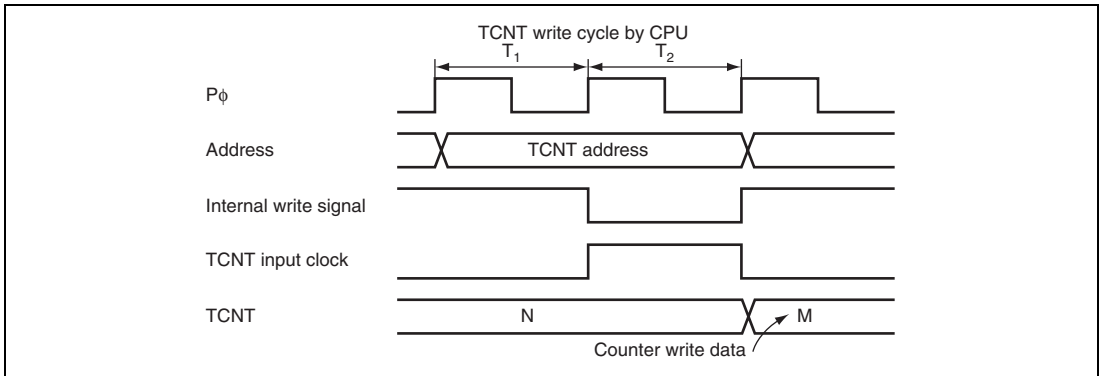 TCNT write cycle by CPU
T1 T2
Pϕ
Address TCNT address
Internal write signal
TCNT input clock
TCNT N M
Counter write data